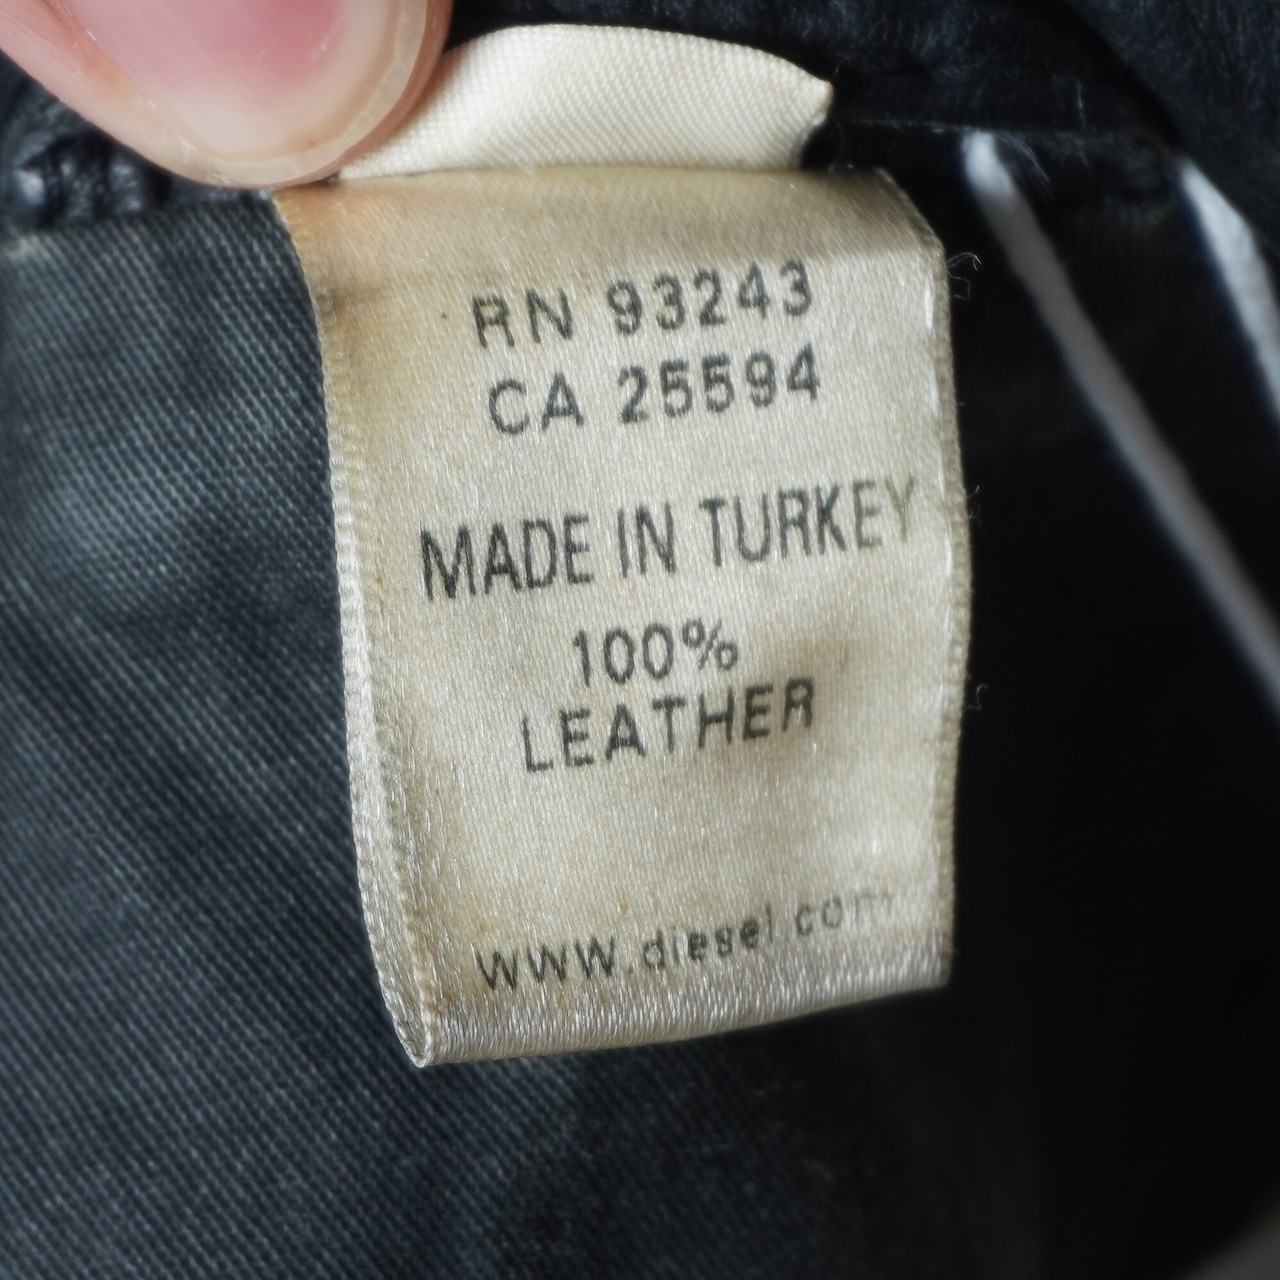 RN 93243
CA 25594
MADE IN TURKEY
100%
LEATHER
www.diesel.com